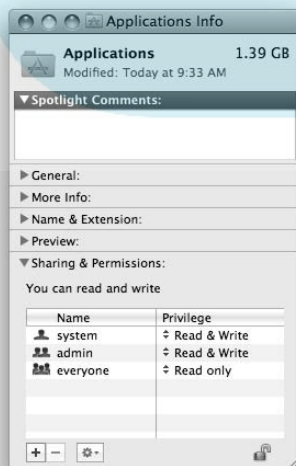 Applications Info
Applications 1.39 GB
Modified: Today at 9:33 AM
Spotlight Comments:
General:
More Info:
Name & Extension:
Preview:
Sharing & Permissions:
You can read and write
Name Privilege
system Read & Write
admin Read & Write
everyone Read only